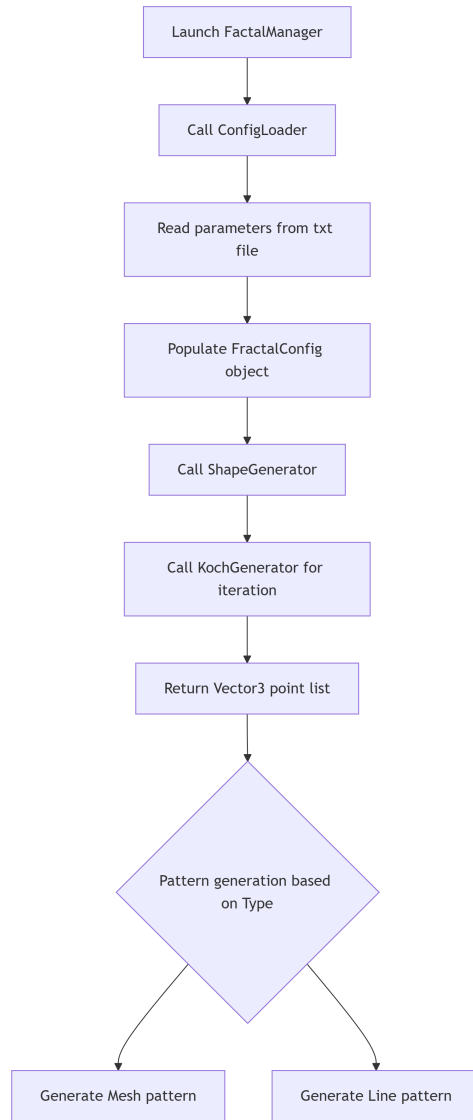 Launch FactalManager
Call ConfigLoader
Read parameters from txt
file
Populate FractalConfig
object
Call ShapeGenerator
Call KochGenerator for
iteration
Return Vector3 point list
Pattern generation based
on Type
Generate Mesh pattern
Generate Line pattern